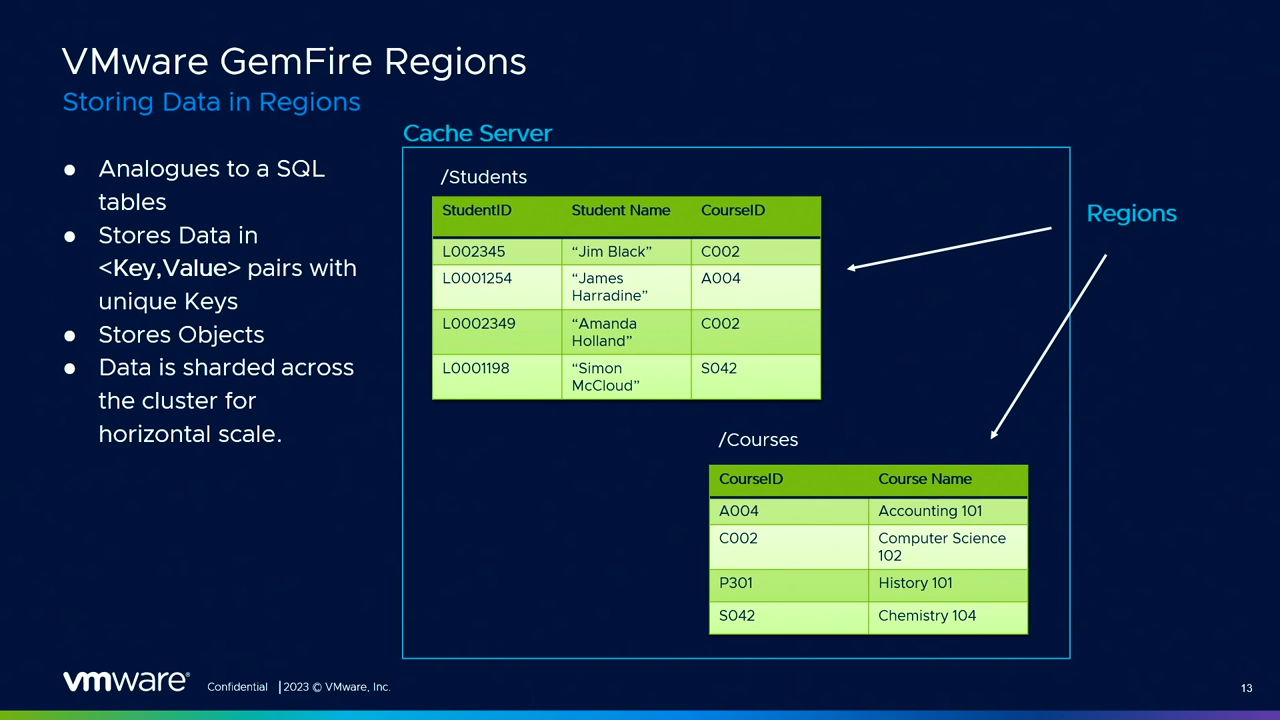 VMware GemFire Regions
Storing Data in Regions
● Analogues to a SQL
tables
● Stores Data in
<Key,Value> pairs with
unique Keys
● Stores Objects
● Data is sharded across
the cluster for
horizontal scale.
Cache Server
/Students
StudentID Student Name CourseID
L002345 “Jim Black” C002
L0001254 “James A004
Harradine”
L0002349 “Amanda C002
Holland”
L0001198 “Simon S042
McCloud”
Regions
/Courses
CourseID Course Name
A004 Accounting 101
C002 Computer Science
102
P301 History 101
S042 Chemistry 104
vmware® Confidential | 2023 © VMware, Inc. 13